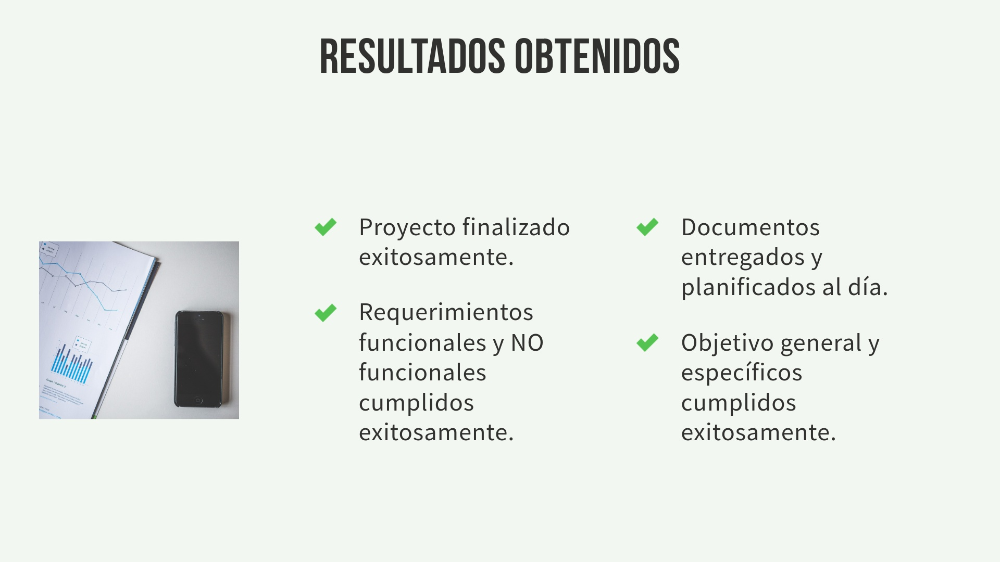 RESULTADOS OBTENIDOS
Proyecto finalizado
exitosamente.
Requerimientos
funcionales y NO
funcionales
cumplidos
exitosamente.
Documentos
entregados y
planificados al día.
Objetivo general y
específicos
cumplidos
exitosamente.